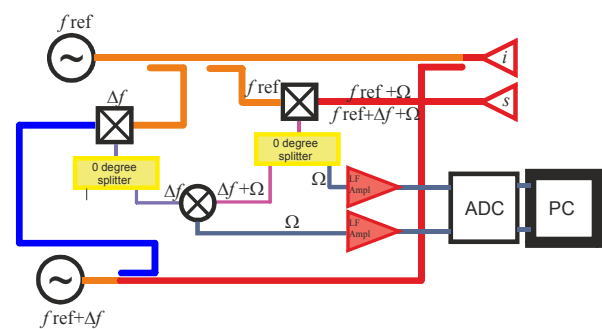 f ref
i
Δf
f ref
f ref +Ω
f ref+Δf +Ω
s
0 degree
splitter
0 degree
splitter
Δf
Δf+Ω
Ω
LF
Ampl
ADC
PC
Ω
LF
Ampl
f ref+Δf